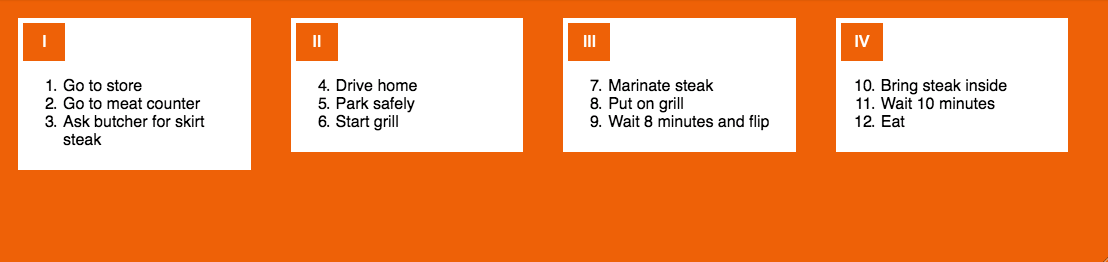 I
1. Go to store
2. Go to meat counter
3. Ask butcher for skirt
steak
II
4. Drive home
5. Park safely
6. Start grill
III
7. Marinate steak
8. Put on grill
9. Wait 8 minutes and flip
IV
10. Bring steak inside
11. Wait 10 minutes
12. Eat